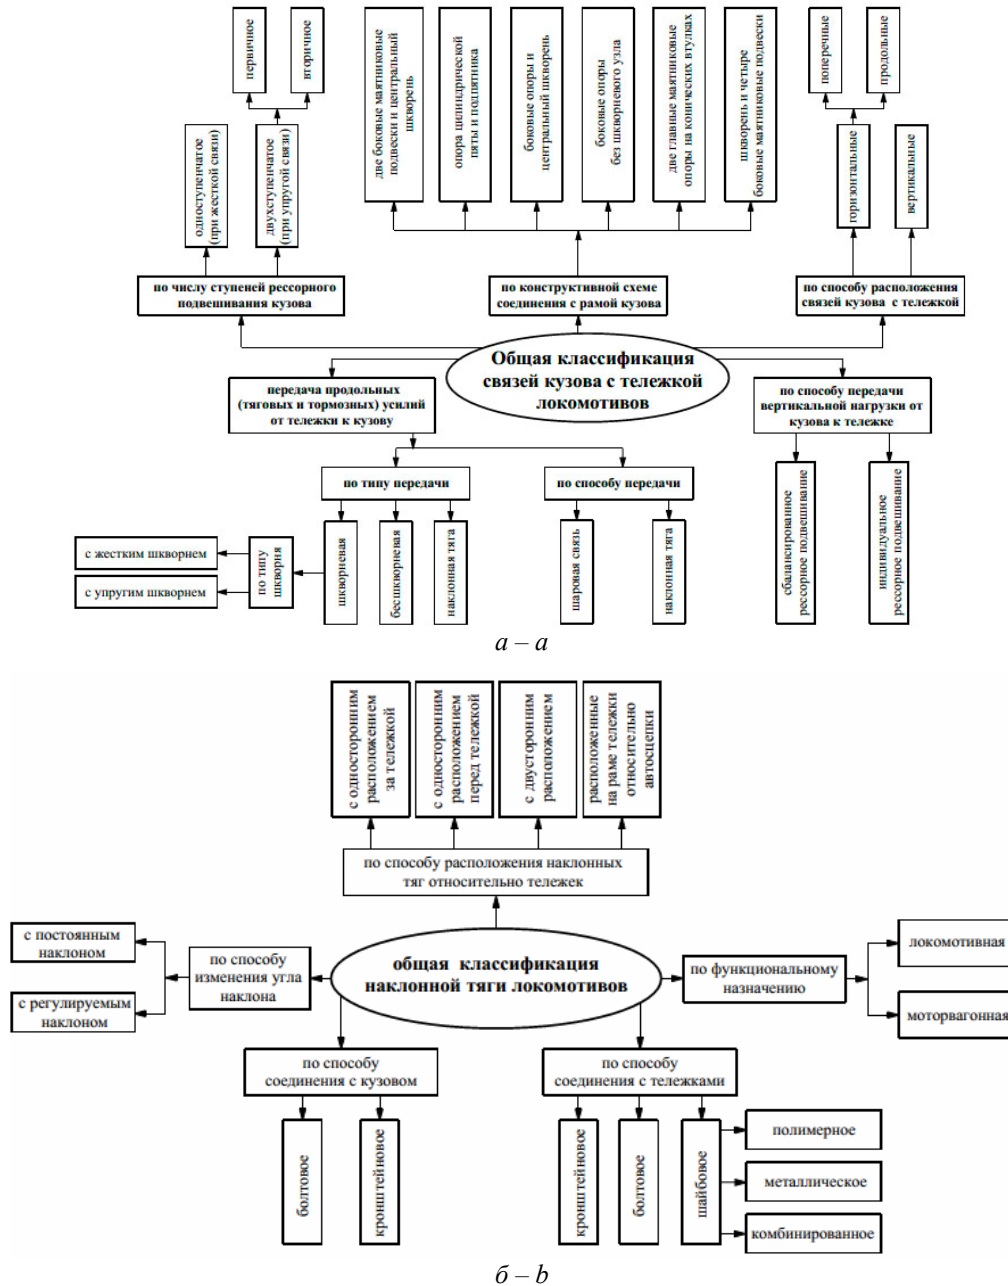 первичное
вторичное
одноступенчатое
(при жесткой связи)
двухступенчатое
(при упругой связи)
две боковые маятниковые
подвески и центральный
шкворень
опора цилиндрической
пяты и подпятника
боковые опоры и
центральный шкворень
боковые опоры
без шкворневого узла
две главные маятниковые
опоры на конических втулках
шкворень и четыре
боковые маятниковые подвески
поперечные
продольные
горизонтальные
вертикальные
по числу ступеней рессорного
подвешивания кузова
по конструктивной схеме
соединения с рамой кузова
по способу расположения
связей кузова с тележкой
Общая классификация
связей кузова с тележкой
локомотивов
передача продольных
(тяговых и тормозных) усилий
от тележки к кузову
по способу передачи
вертикальной нагрузки от
кузова к тележке
по типу передачи
по способу передачи
сбалансированное
рессорное подвешивание
индивидуальное
рессорное подвешивание
с жестким шкворнем
с упругим шкворнем
по типу
шкворня
шкворневая
бесшкворневая
наклонная тяга
шаровая связь
наклонная тяга
а – a
с односторонним
расположением
за тележкой
с односторонним
расположением
перед тележкой
с двусторонним
расположением
расположенные
на раме тележки
относительно
автосцепки
по способу расположения наклонных
тяг относительно тележек
с постоянным
наклоном
с регулируемым
наклоном
по способу
изменения угла
наклона
общая классификация
наклонной тяги локомотивов
по функциональному
назначению
локомотивная
моторвагонная
по способу
соединения с кузовом
по способу
соединения с тележками
болтовое
кронштейновое
кронштейновое
болтовое
шайбовое
полимерное
металлическое
комбинированное
б – b